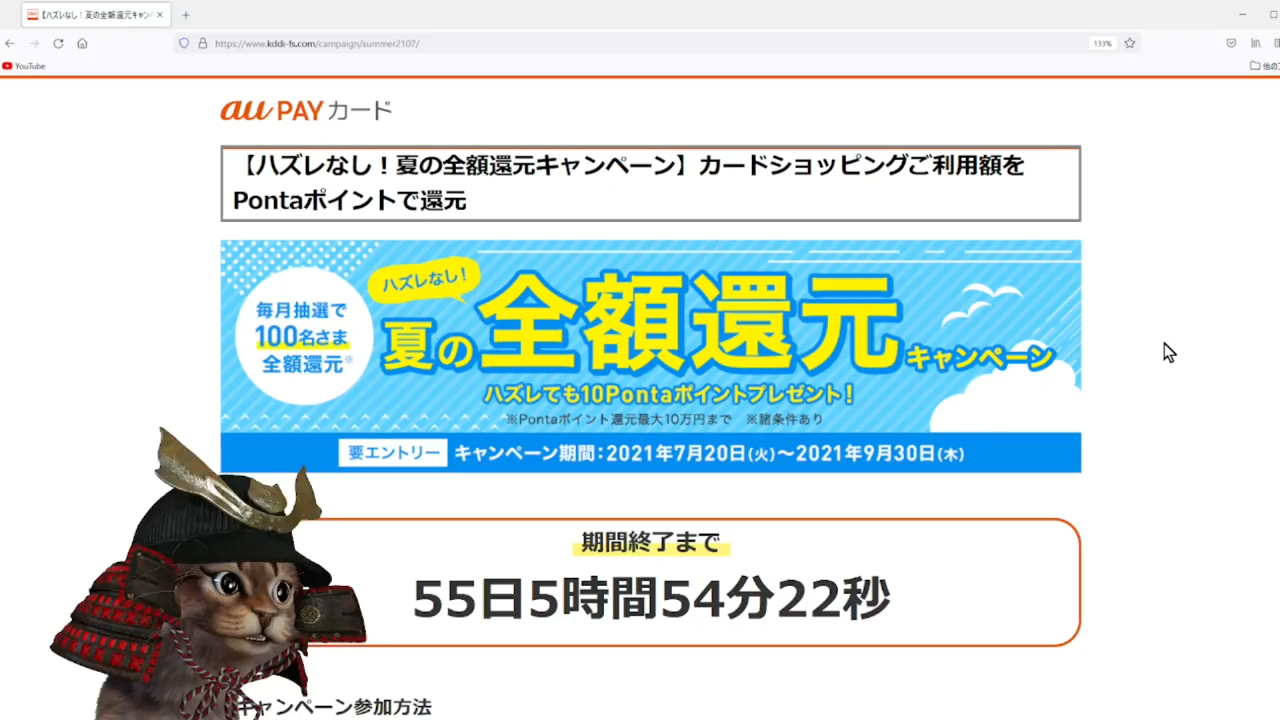 【ハズレなし！夏の全額還元キャンペ
https://www.kddi-fs.com/campaign/summer2107/
133%
YouTube
他の
au PAY カード
【ハズレなし！夏の全額還元キャンペーン】カードショッピングご利用額を
Pontaポイントで還元
毎月抽選で
100名さま
全額還元※
ハズレなし！
夏の全額還元キャンペーン
ハズレても10Pontaポイントプレゼント！
※Pontaポイント還元最大10万円まで ※諸条件あり
要エントリー キャンペーン期間：2021年7月20日(火)～2021年9月30日(木)
期間終了まで
55日5時間54分22秒
キャンペーン参加方法